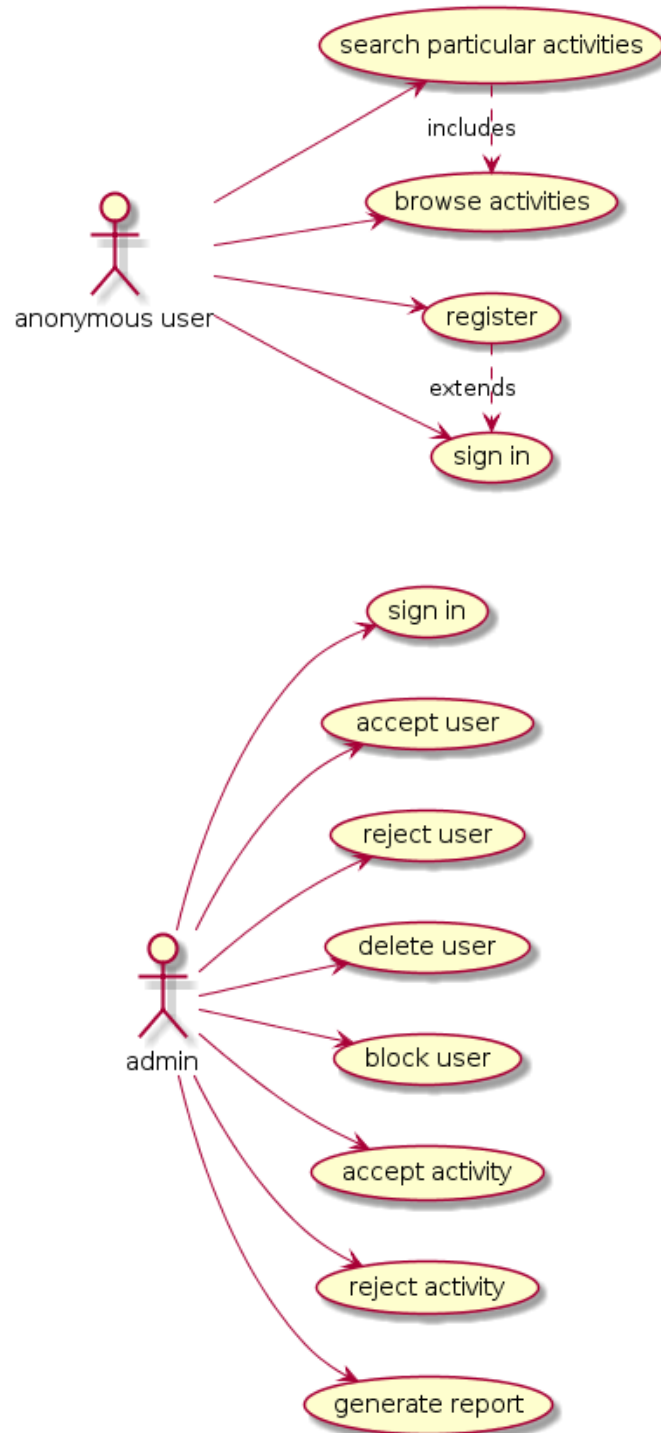 search particular activities
includes
browse activities
anonymous user
register
extends
sign in
sign in
accept user
reject user
delete user
admin
block user
accept activity
reject activity
generate report